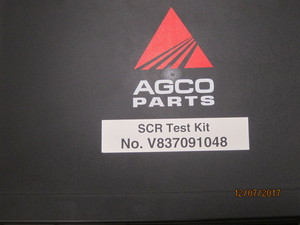 AGCO
PARTS
SCR Test Kit
No. V837091048
12/07/2017